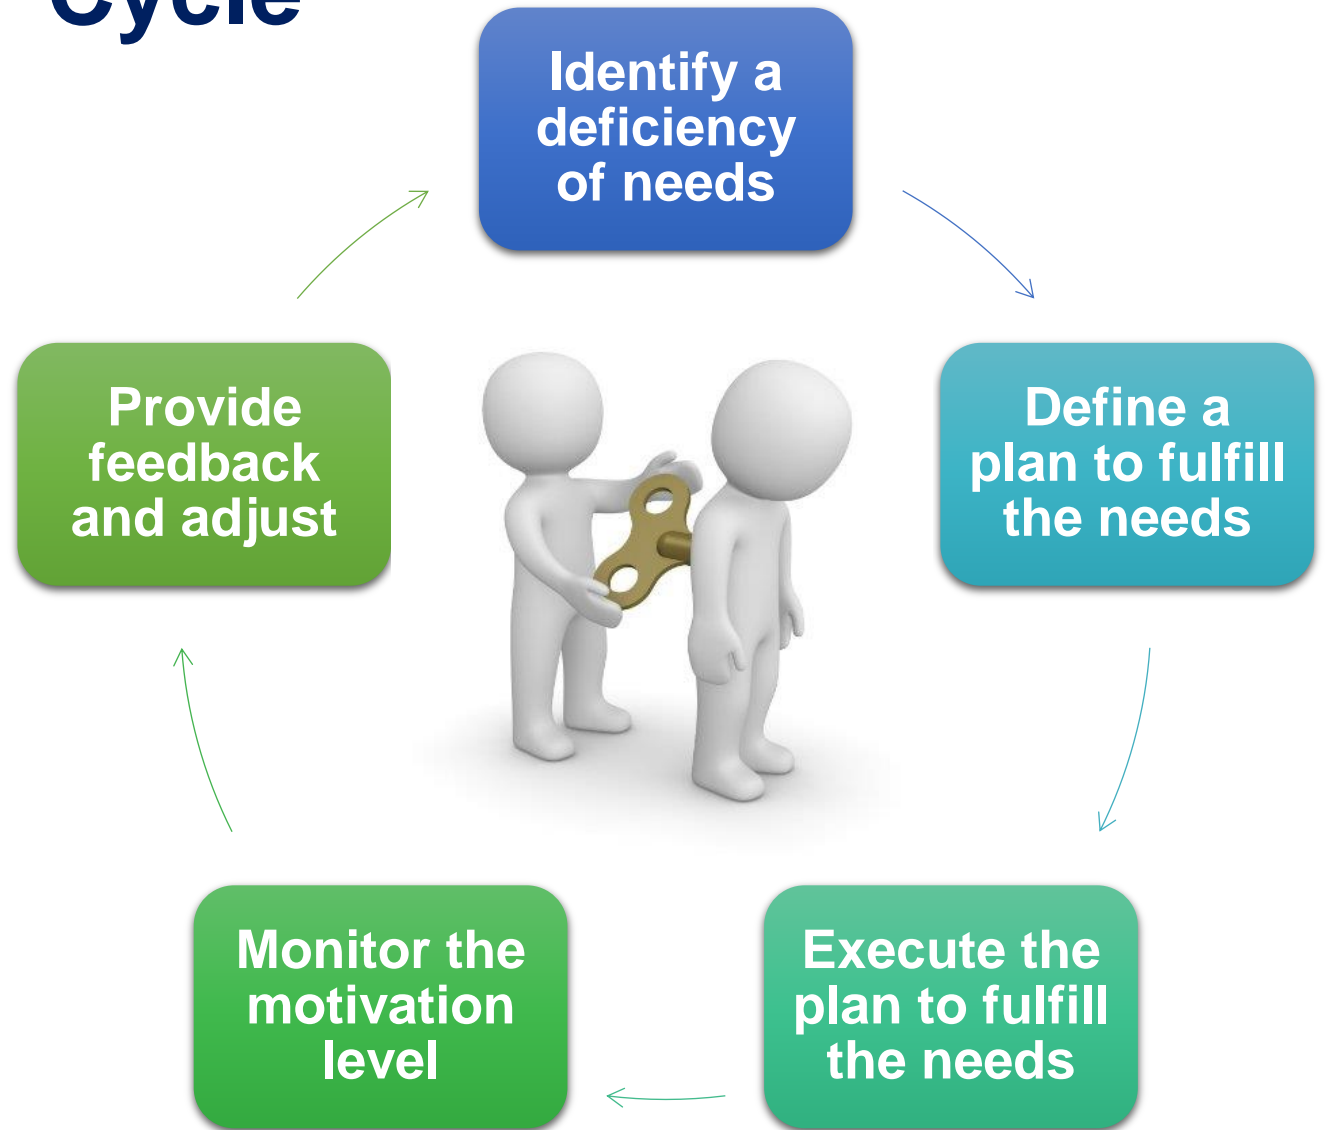 Cycle
Identify a
deficiency
of needs
Define a
plan to fulfill
the needs
Execute the
plan to fulfill
the needs
Monitor the
motivation
level
Provide
feedback
and adjust